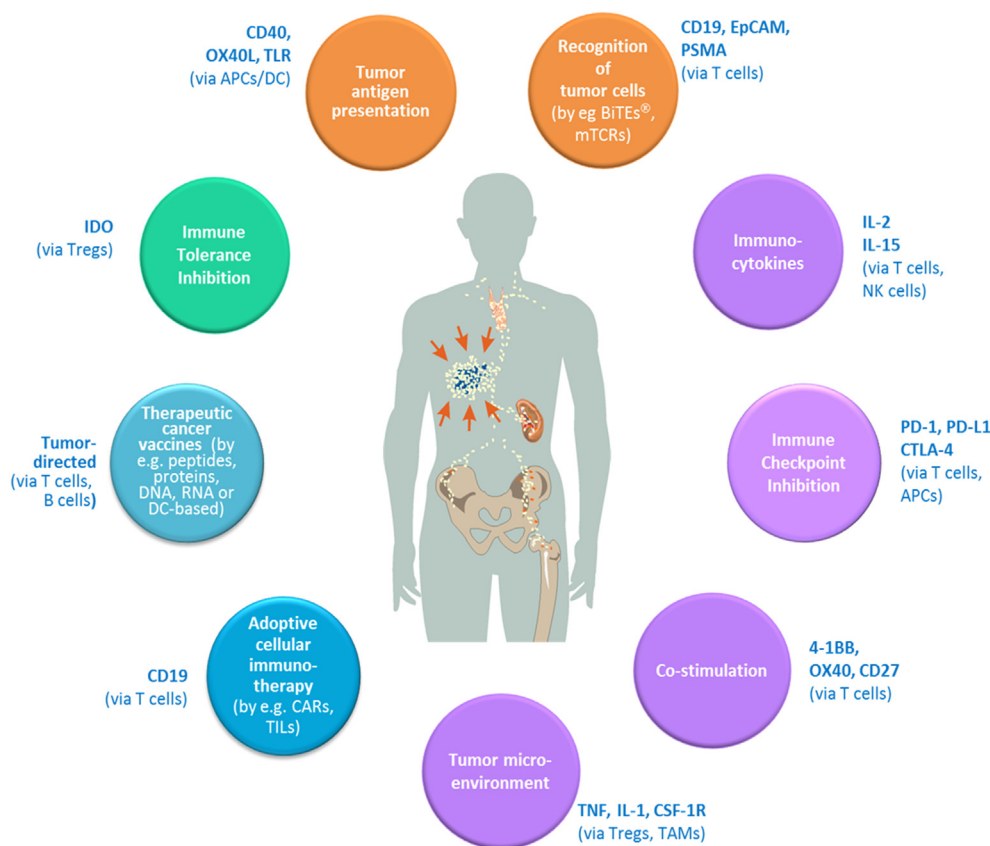 CD40,
OX40L, TLR
(via APCs/DC)
Tumor
antigen
presentation
Recognition
of
tumor cells
(by eg BiTEs®,
mTCRs)
CD19, EpCAM,
PSMA
(via T cells)
IDO
(via Tregs)
Immune
Tolerance
Inhibition
Immuno-
cytokines
IL-2
IL-15
(via T cells,
NK cells)
Tumor-
directed
(via T cells,
B cells)
Therapeutic
cancer
vaccines (by
e.g. peptides,
proteins,
DNA, RNA or
DC-based)
Immune
Checkpoint
Inhibition
PD-1, PD-L1
CTLA-4
(via T cells,
APCs)
CD19
(via T cells)
Adoptive
cellular
immuno-
therapy
(by e.g. CARs,
TILs)
Co-stimulation
4-1BB,
OX40, CD27
(via T cells)
Tumor micro-
environment
TNF, IL-1, CSF-1R
(via Tregs, TAMs)